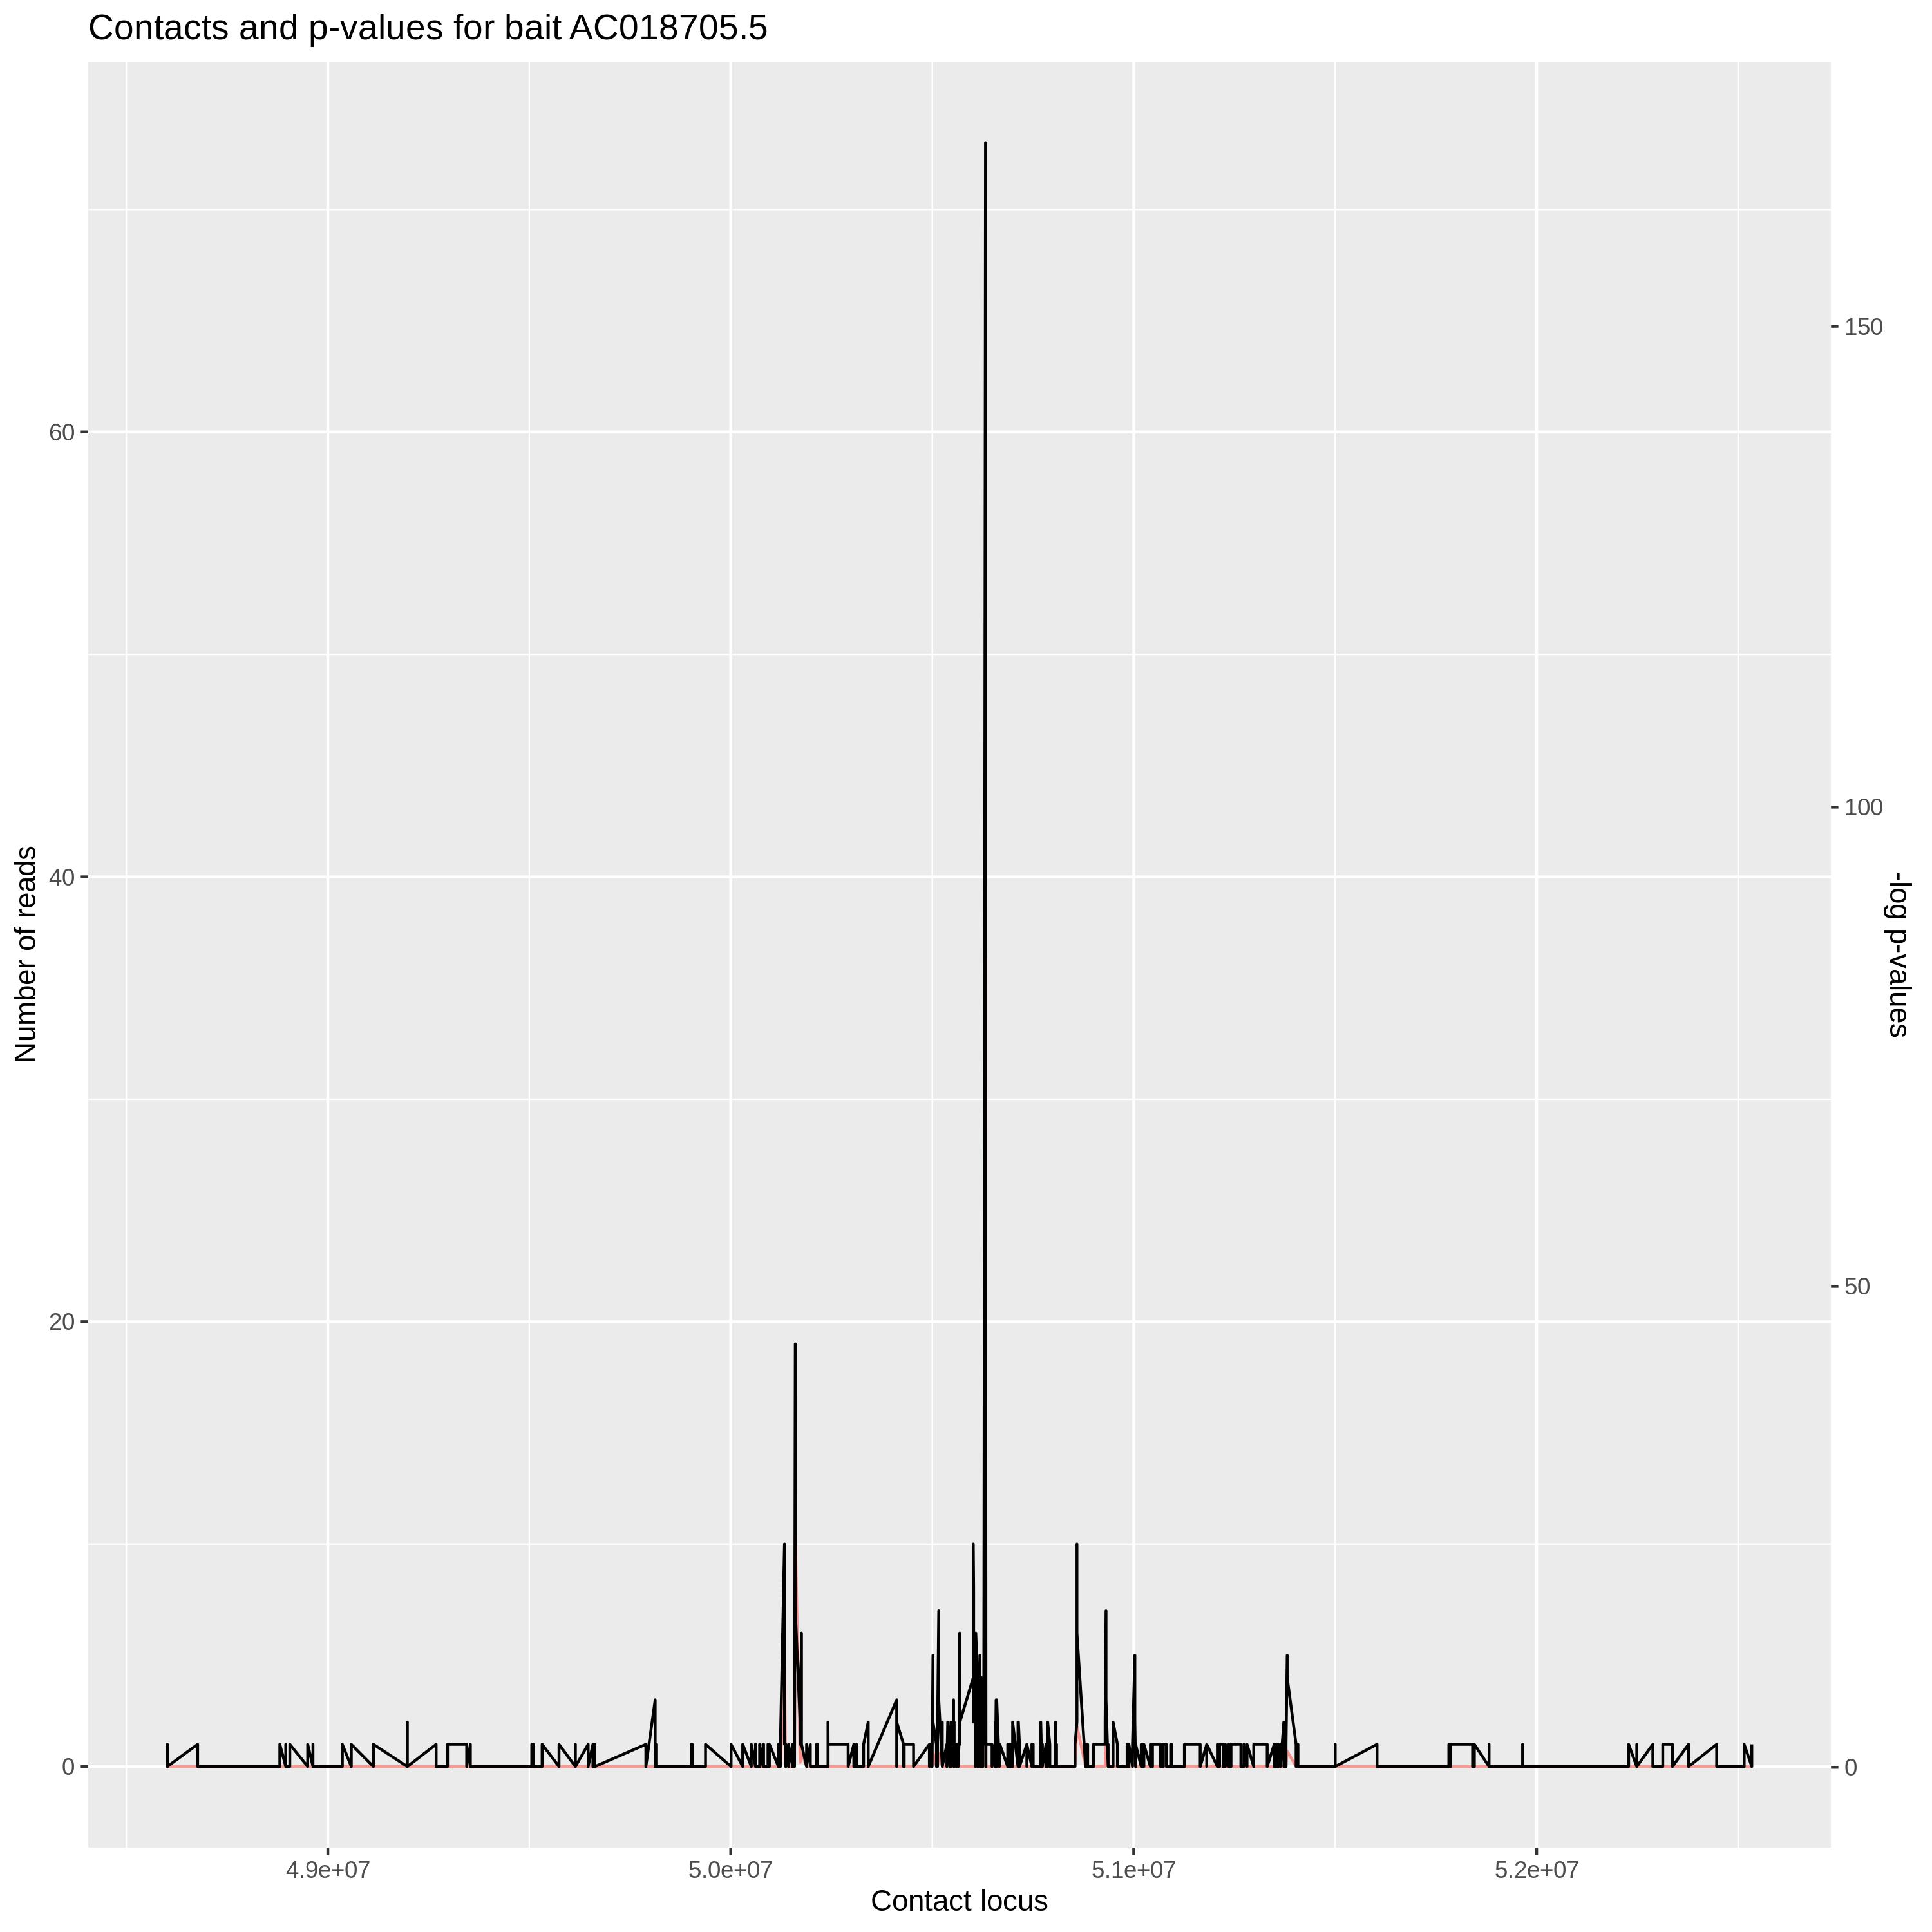 Contacts and p-values for bait AC018705.5
Number of reads
60
40
20
0
150
100
50
0
-log p-values
4.9e+07 5.0e+07 5.1e+07 5.2e+07
Contact locus